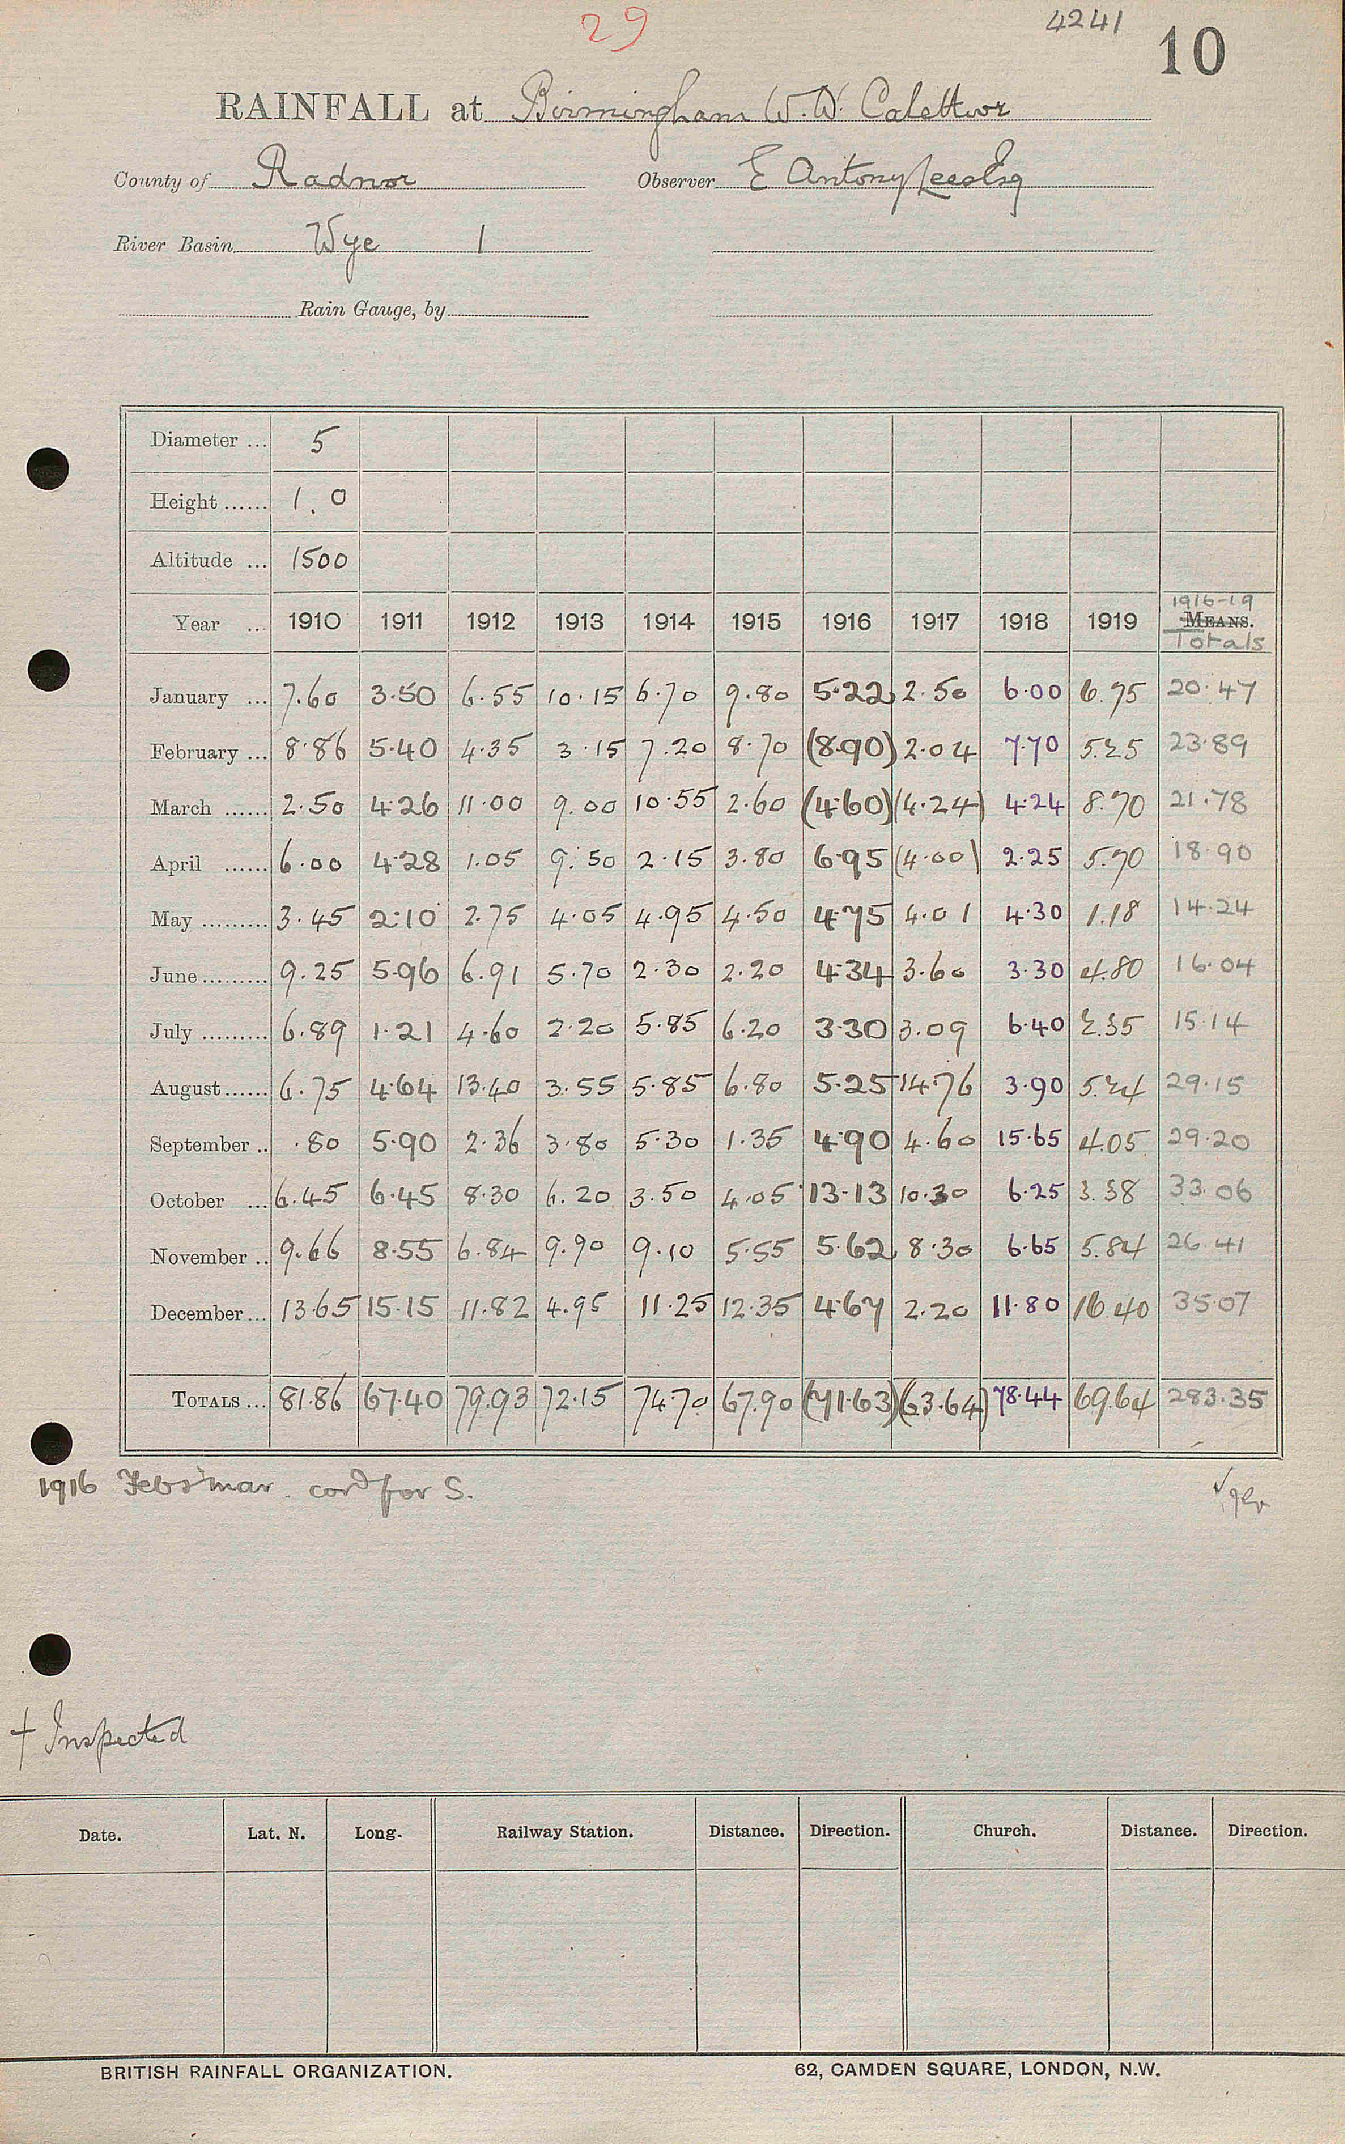 29
4241
10
RAINFALL at Birmingham W.W. Calettwr
County of Radnor Observer E Antony Lees Esq
River Basin Wye 1
Rain Gauge, by
Diameter ... 5
Height ...... 1.0
Altitude ... 1500
1916-19
Year ... 1910 1911 1912 1913 1914 1915 1916 1917 1918 1919 MEANS.
Totals
January ... 7.60 3.50 6.55 10.15 6.70 9.80 5.22 2.50 6.00 6.75 20.47
February ... 8.86 5.40 4.35 3.15 7.20 8.70 (8.90) 2.04 7.70 5.25 23.89
March ...... 2.50 4.26 11.00 9.00 10.55 2.60 (4.60) (4.24) 4.24 8.70 21.78
April ...... 6.00 4.28 1.05 9.50 2.15 3.80 6.95 (4.00) 2.25 5.70 18.90
May ......... 3.45 2.10 2.75 4.05 4.95 4.50 4.75 4.01 4.30 1.18 14.24
June ......... 9.25 5.96 6.91 5.70 2.30 2.20 4.34 3.60 3.30 4.80 16.04
July ......... 6.89 1.21 4.60 2.20 5.85 6.20 3.30 3.09 6.40 2.35 15.14
August ...... 6.75 4.64 13.40 3.55 5.85 6.80 5.25 14.76 3.90 5.24 29.15
September .. .80 5.90 2.36 3.80 5.30 1.35 4.90 4.60 15.65 4.05 29.20
October ... 6.45 6.45 8.30 6.20 3.50 4.05 13.13 10.30 6.25 3.38 33.06
November .. 9.66 8.55 6.84 9.90 9.10 5.55 5.62 8.30 6.65 5.84 26.41
December ... 13.65 15.15 11.82 4.95 11.25 12.35 4.67 2.20 11.80 16.40 35.07
TOTALS ... 81.86 67.40 79.93 72.15 74.70 67.90 (71.63) (63.64) 78.44 69.64 283.35
1916 Feb & Mar. cord for S.
† Inspected
Date. Lat. N. Long. Railway Station. Distance. Direction. Church. Distance. Direction.
BRITISH RAINFALL ORGANIZATION. 62, CAMDEN SQUARE, LONDON, N.W.